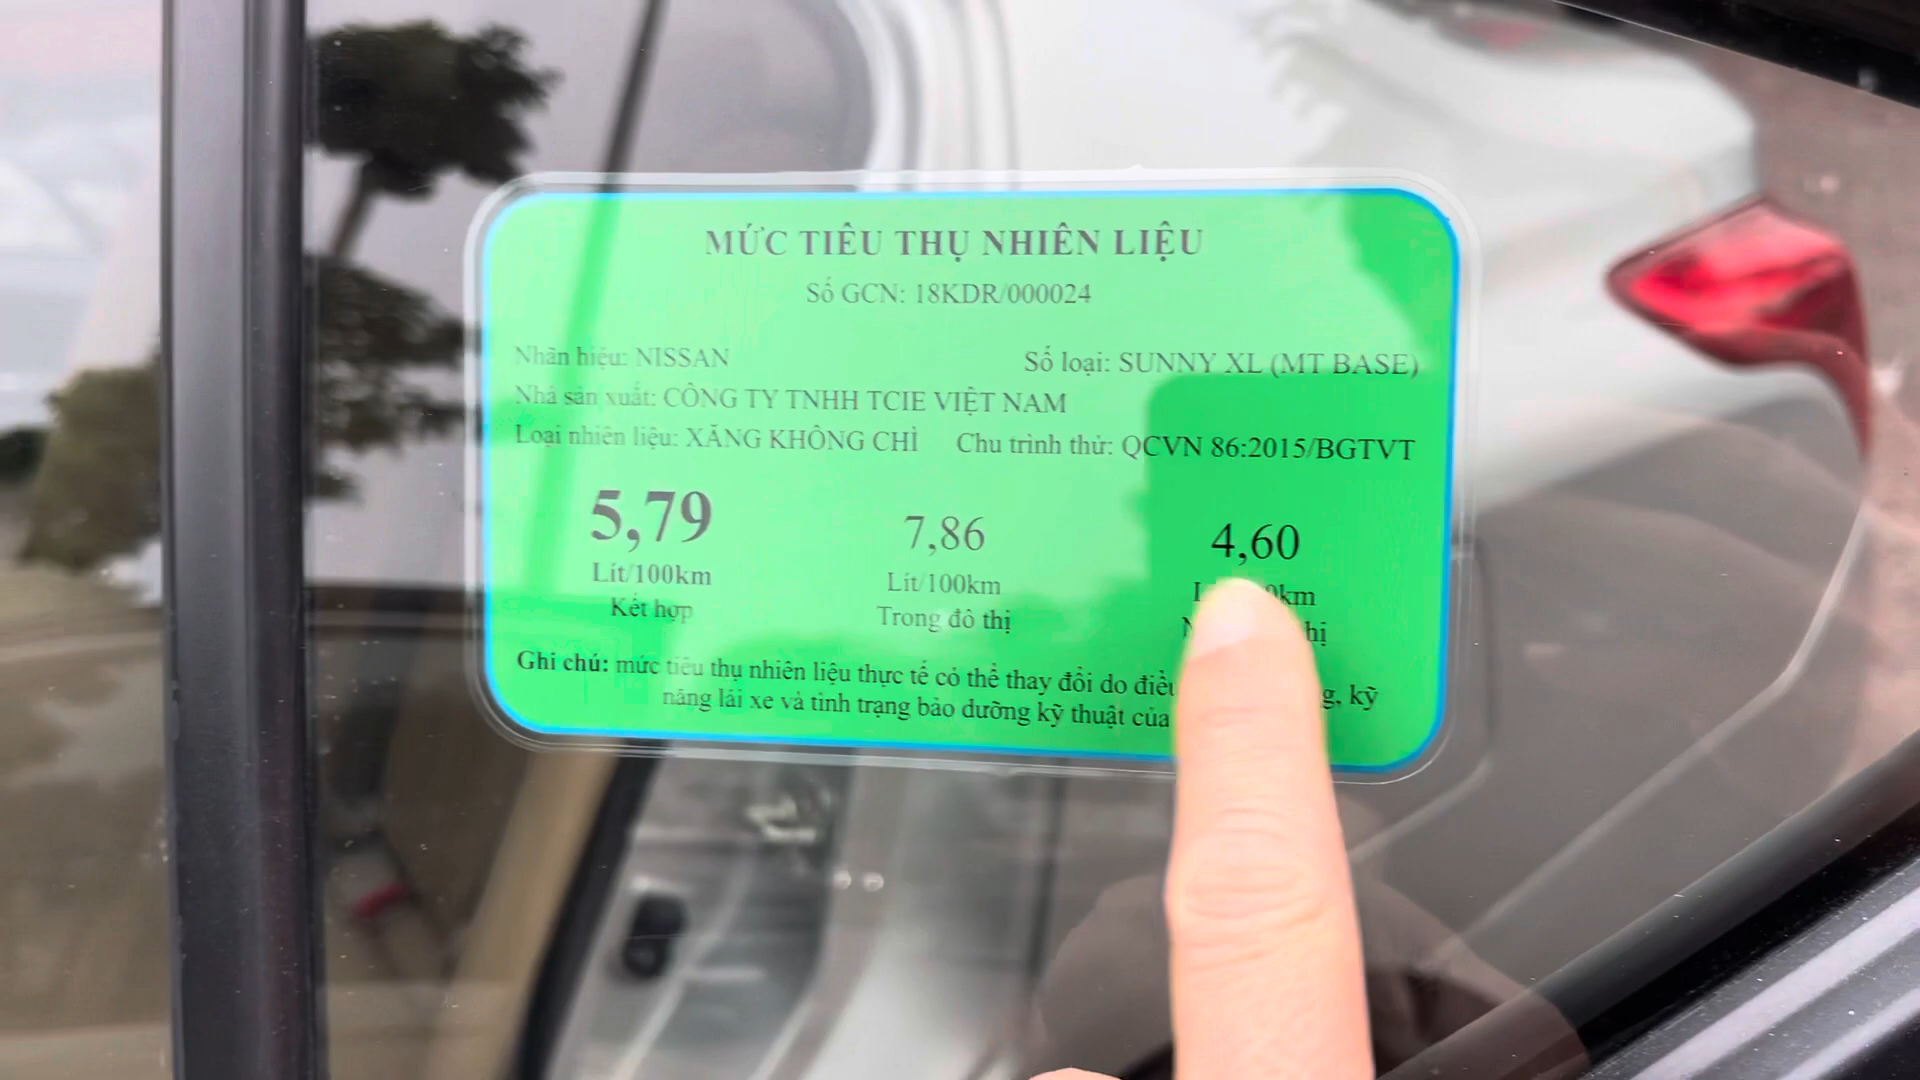 MỨC TIÊU THỤ NHIÊN LIỆU
Số GCN: 18KDR/000024
Nhãn hiệu: NISSAN Số loại: SUNNY XL (MT BASE)
Nhà sản xuất: CÔNG TY TNHH TCIE VIỆT NAM
Loại nhiên liệu: XĂNG KHÔNG CHÌ Chu trình thử: QCVN 86:2015/BGTVT
5,79 7,86 4,60
Lít/100km Lít/100km
Kết hợp Trong đô thị
Ghi chú: mức tiêu thụ nhiên liệu thực tế có thể thay đổi do kỹ
năng lái xe và tình trạng bảo dưỡng kỹ thuật của